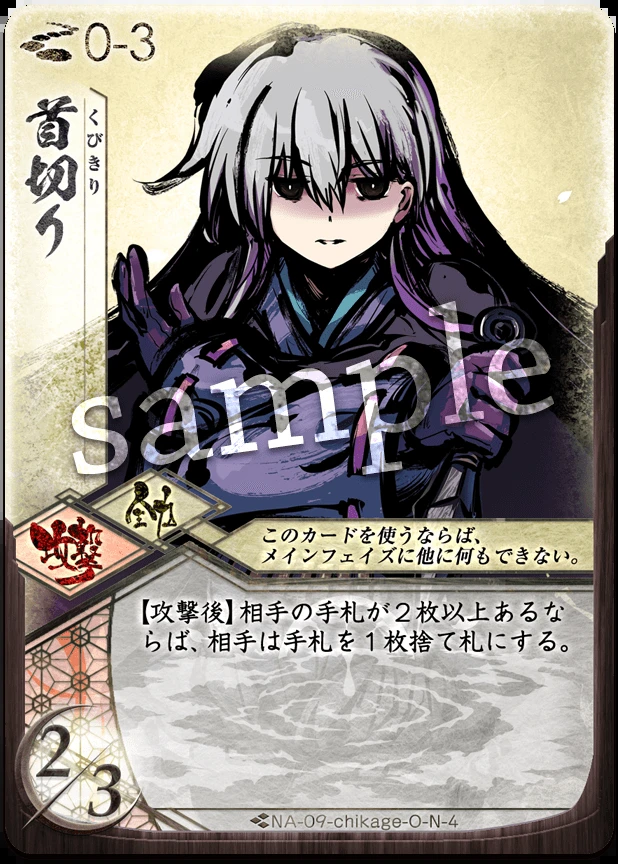 0-3
首切り
くびきり
sample
攻撃
全力
このカードを使うならば、
メインフェイズに他に何もできない。
【攻撃後】相手の手札が２枚以上あるな
らば、相手は手札を１枚捨て札にする。
2/3
NA-09-chikage-O-N-4